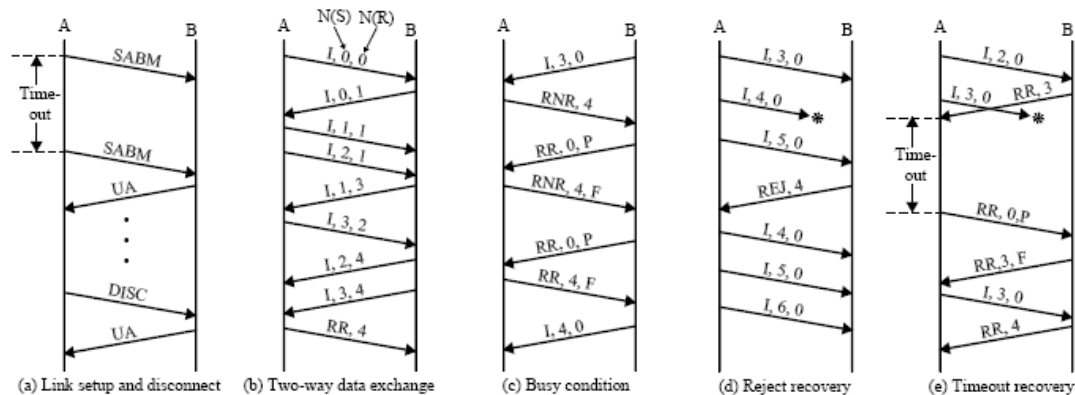 A
B
SABM
Time-
out
SABM
UA
DISC
UA
(a) Link setup and disconnect
N(S) N(R)
A
B
I, 0, 0
I, 0, 1
I, 1, 1
I, 2, 1
I, 1, 3
I, 3, 2
I, 2, 4
I, 3, 4
RR, 4
(b) Two-way data exchange
A
B
I, 3, 0
RNR, 4
RR, 0, P
RNR, 4, F
RR, 0, P
RR, 4, F
I, 4, 0
(c) Busy condition
A
B
I, 3, 0
I, 4, 0
*
I, 5, 0
REJ, 4
I, 4, 0
I, 5, 0
I, 6, 0
(d) Reject recovery
A
B
I, 2, 0
I, 3, 0
RR, 3
*
Time-
out
RR, 0,P
RR,3, F
I, 3, 0
RR, 4
(e) Timeout recovery